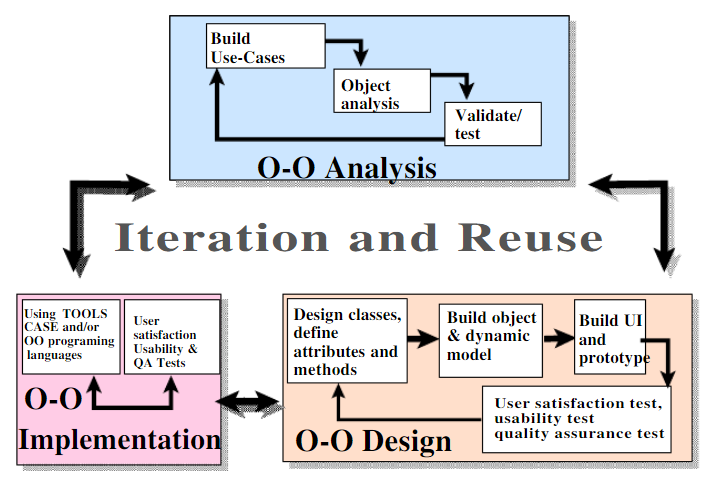 Build
Use-Cases
Object
analysis
Validate/
test
O-O Analysis
Iteration and Reuse
Using TOOLS
CASE and/or
OO programing
languages
User
satisfaction
Usability &
QA Tests
O-O
Implementation
Design classes,
define
attributes and
methods
Build object
& dynamic
model
Build UI
and
prototype
User satisfaction test,
usability test
quality assurance test
O-O Design